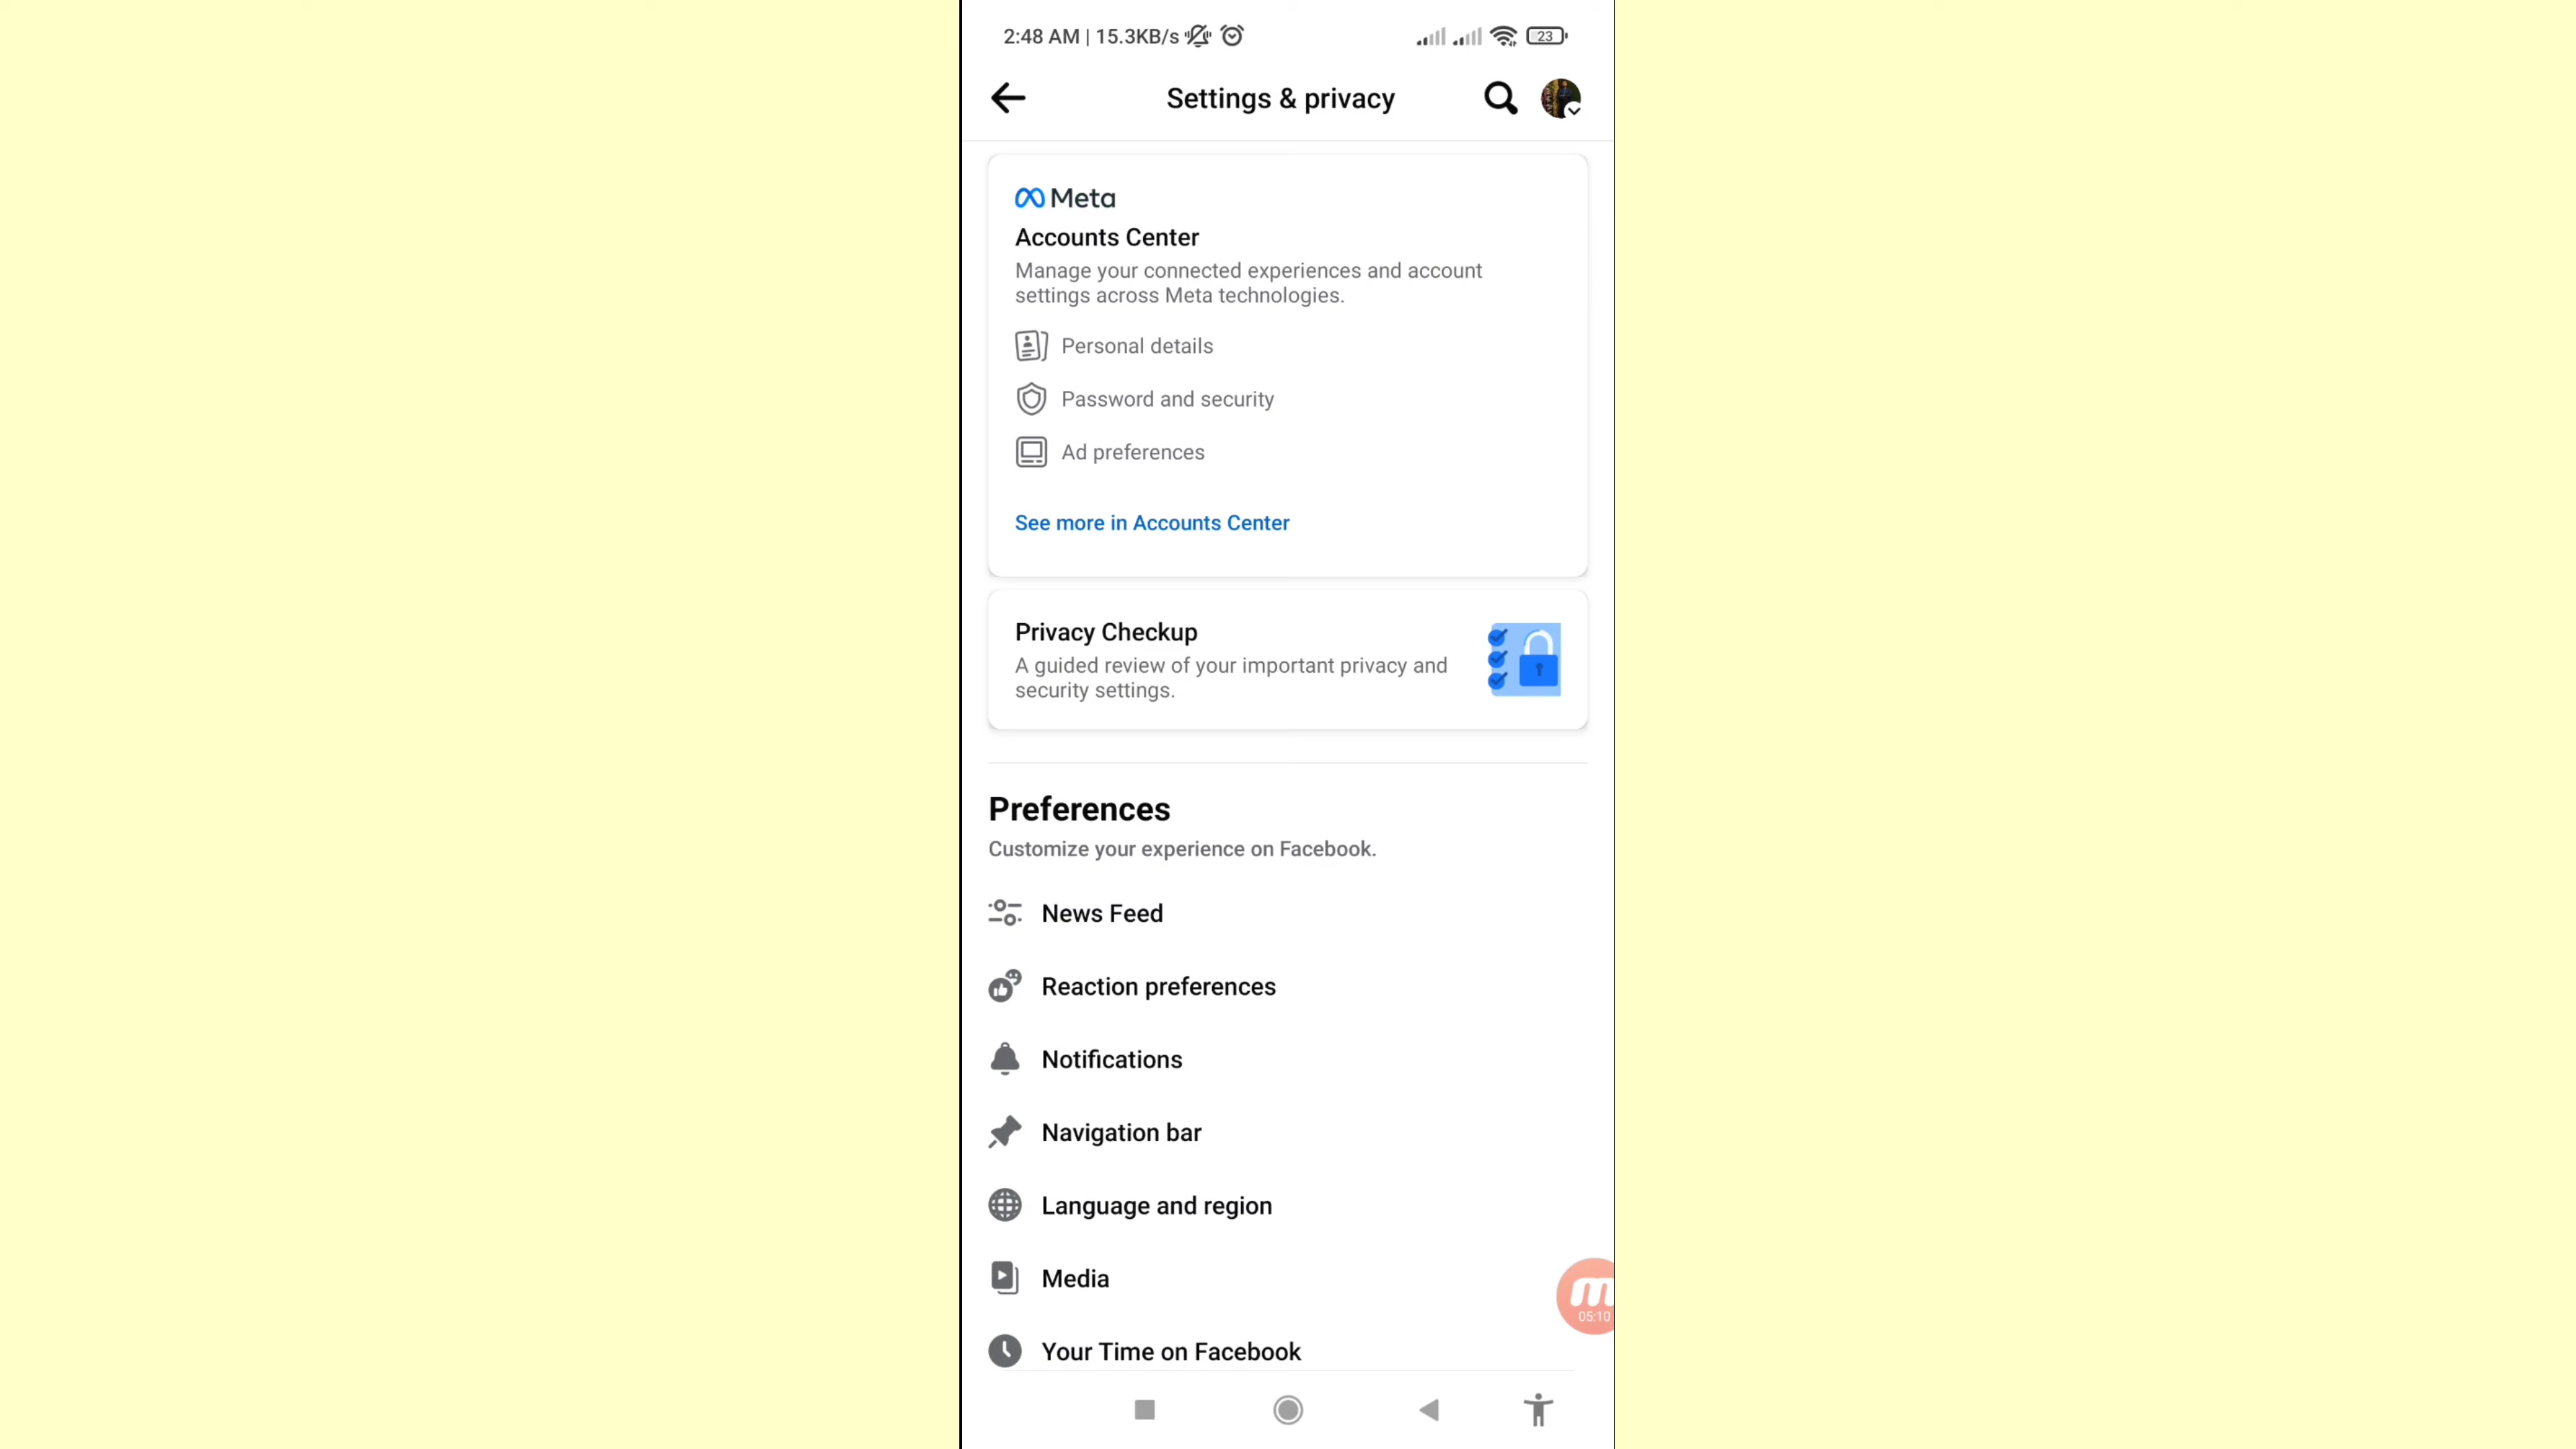 2:48 AM | 15.3KB/s 23
Settings & privacy
Meta
Accounts Center
Manage your connected experiences and account
settings across Meta technologies.
Personal details
Password and security
Ad preferences
See more in Accounts Center
Privacy Checkup
A guided review of your important privacy and
security settings.
Preferences
Customize your experience on Facebook.
News Feed
Reaction preferences
Notifications
Navigation bar
Language and region
Media
05:10
Your Time on Facebook